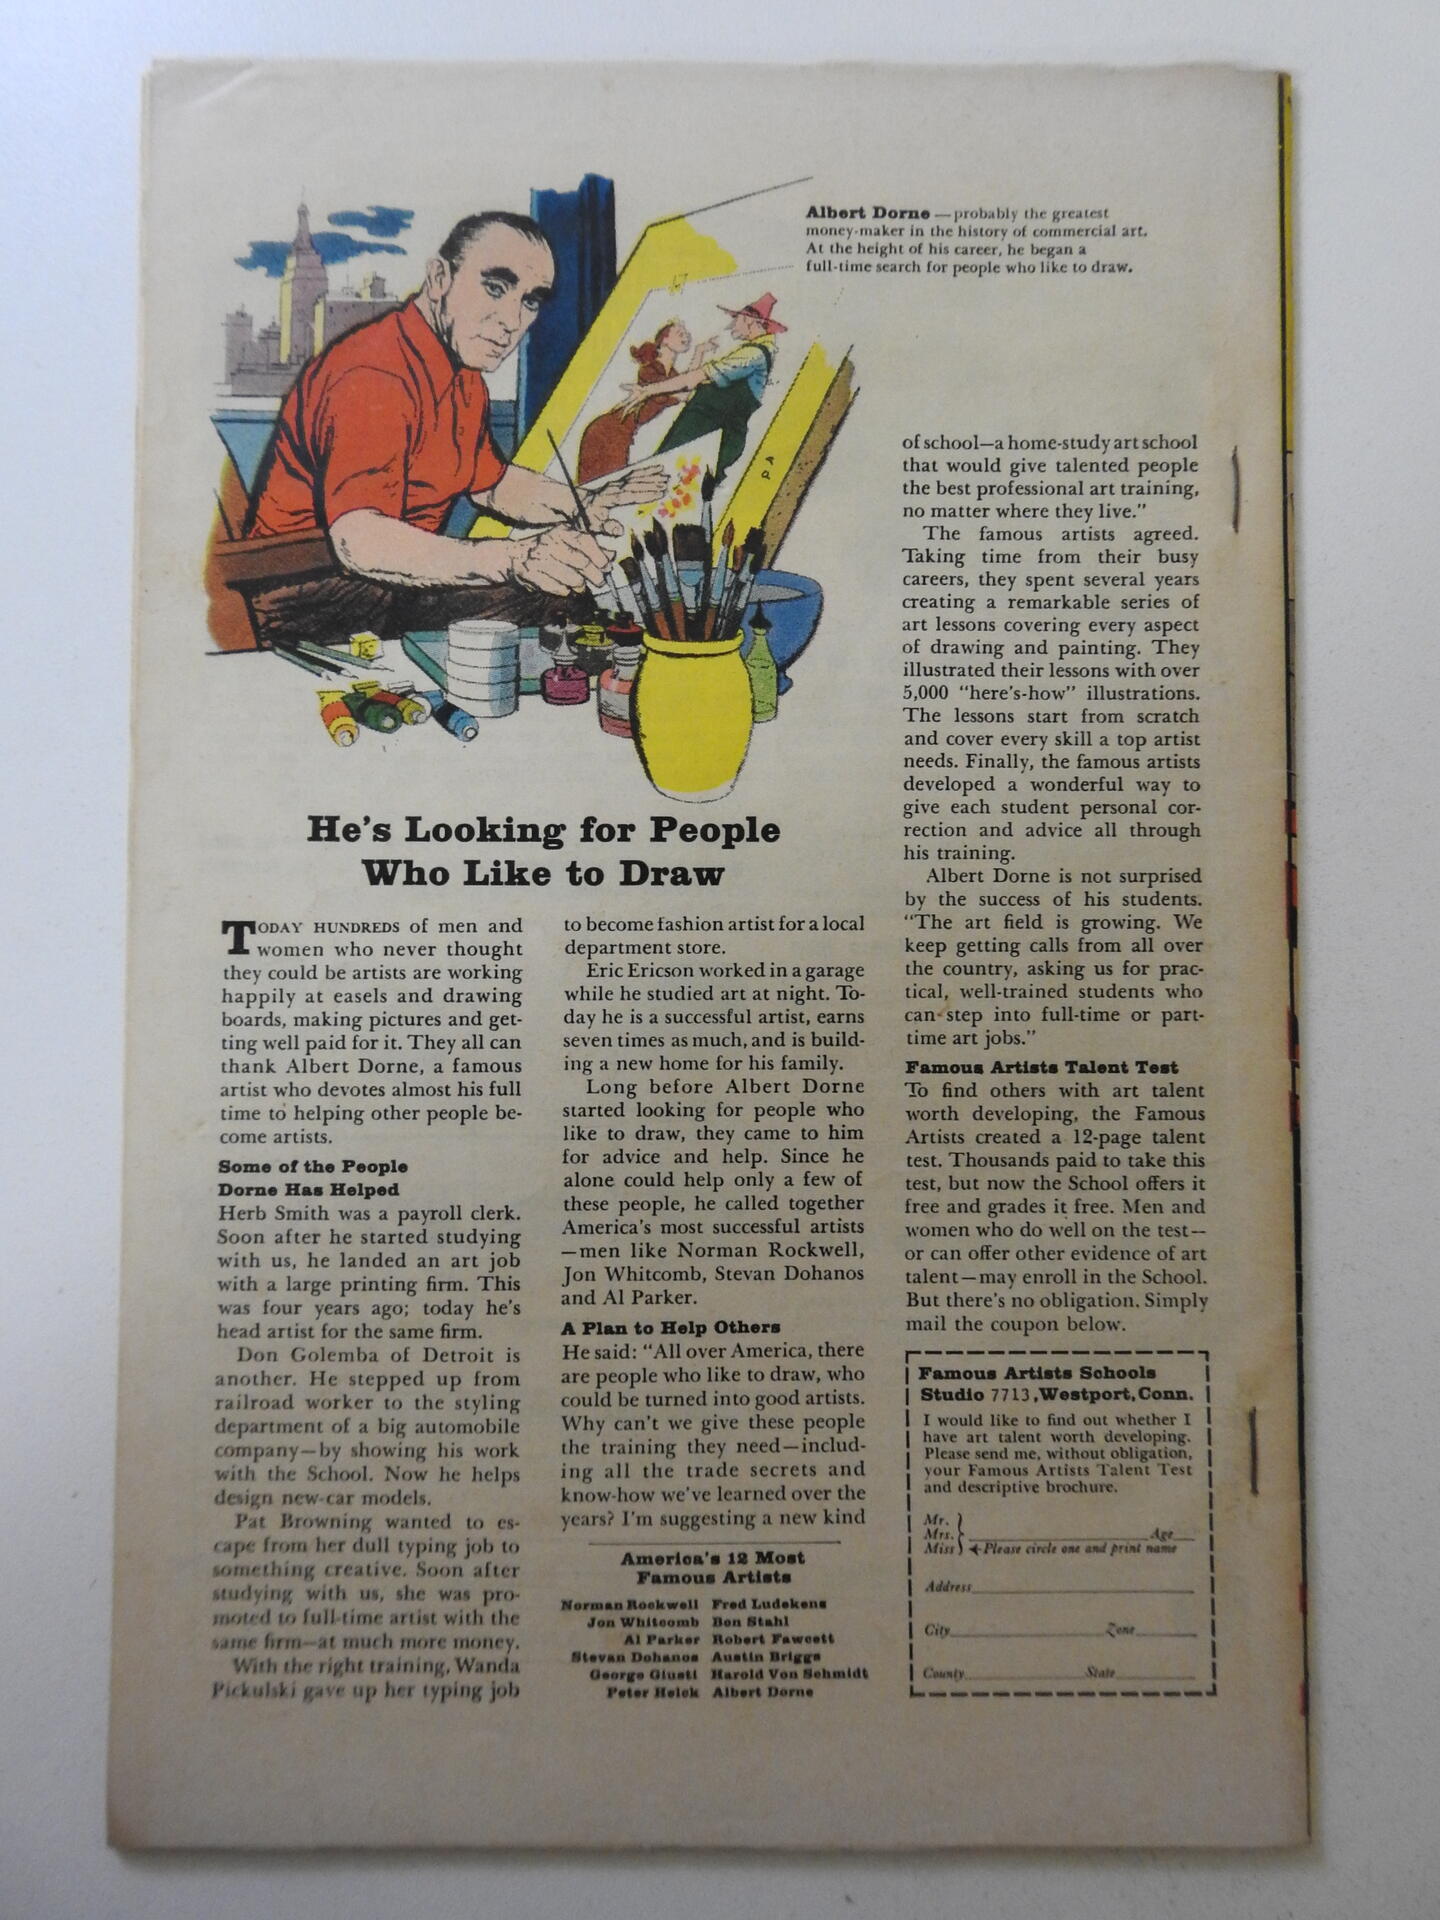 Albert Dorne — probably the greatest
money-maker in the history of commercial art.
At the height of his career, he began a
full-time search for people who like to draw.
He's Looking for People
Who Like to Draw
TODAY HUNDREDS of men and
women who never thought
they could be artists are working
happily at easels and drawing
boards, making pictures and get-
ting well paid for it. They all can
thank Albert Dorne, a famous
artist who devotes almost his full
time to helping other people be-
come artists.
Some of the People
Dorne Has Helped
Herb Smith was a payroll clerk.
Soon after he started studying
with us, he landed an art job
with a large printing firm. This
was four years ago; today he's
head artist for the same firm.
Don Golemba of Detroit is
another. He stepped up from
railroad worker to the styling
department of a big automobile
company—by showing his work
with the School. Now he helps
design new-car models.
Pat Browning wanted to es-
cape from her dull typing job to
something creative. Soon after
studying with us, she was pro-
moted to full-time artist with the
same firm—at much more money.
With the right training, Wanda
Pickulski gave up her typing job
to become fashion artist for a local
department store.
Eric Ericson worked in a garage
while he studied art at night. To-
day he is a successful artist, earns
seven times as much, and is build-
ing a new home for his family.
Long before Albert Dorne
started looking for people who
like to draw, they came to him
for advice and help. Since he
alone could help only a few of
these people, he called together
America's most successful artists
—men like Norman Rockwell,
Jon Whitcomb, Stevan Dohanos
and Al Parker.
A Plan to Help Others
He said: "All over America, there
are people who like to draw, who
could be turned into good artists.
Why can't we give these people
the training they need—includ-
ing all the trade secrets and
know-how we've learned over the
years? I'm suggesting a new kind
America's 12 Most
Famous Artists
Norman Rockwell Fred Ludekens
Jon Whitcomb Ben Stahl
Al Parker Robert Fawcett
Stevan Dohanos Austin Briggs
George Giusti Harold Von Schmidt
Peter Helck Albert Dorne
of school—a home-study art school
that would give talented people
the best professional art training,
no matter where they live."
The famous artists agreed.
Taking time from their busy
careers, they spent several years
creating a remarkable series of
art lessons covering every aspect
of drawing and painting. They
illustrated their lessons with over
5,000 "here's-how" illustrations.
The lessons start from scratch
and cover every skill a top artist
needs. Finally, the famous artists
developed a wonderful way to
give each student personal cor-
rection and advice all through
his training.
Albert Dorne is not surprised
by the success of his students.
"The art field is growing. We
keep getting calls from all over
the country, asking us for prac-
tical, well-trained students who
can step into full-time or part-
time art jobs."
Famous Artists Talent Test
To find others with art talent
worth developing, the Famous
Artists created a 12-page talent
test. Thousands paid to take this
test, but now the School offers it
free and grades it free. Men and
women who do well on the test—
or can offer other evidence of art
talent—may enroll in the School.
But there's no obligation. Simply
mail the coupon below.
Famous Artists Schools
Studio 7713, Westport, Conn.
I would like to find out whether I
have art talent worth developing.
Please send me, without obligation,
your Famous Artists Talent Test
and descriptive brochure.
Mr.
Mrs. Age
Miss Please circle one and print name
Address
City Zone
County State